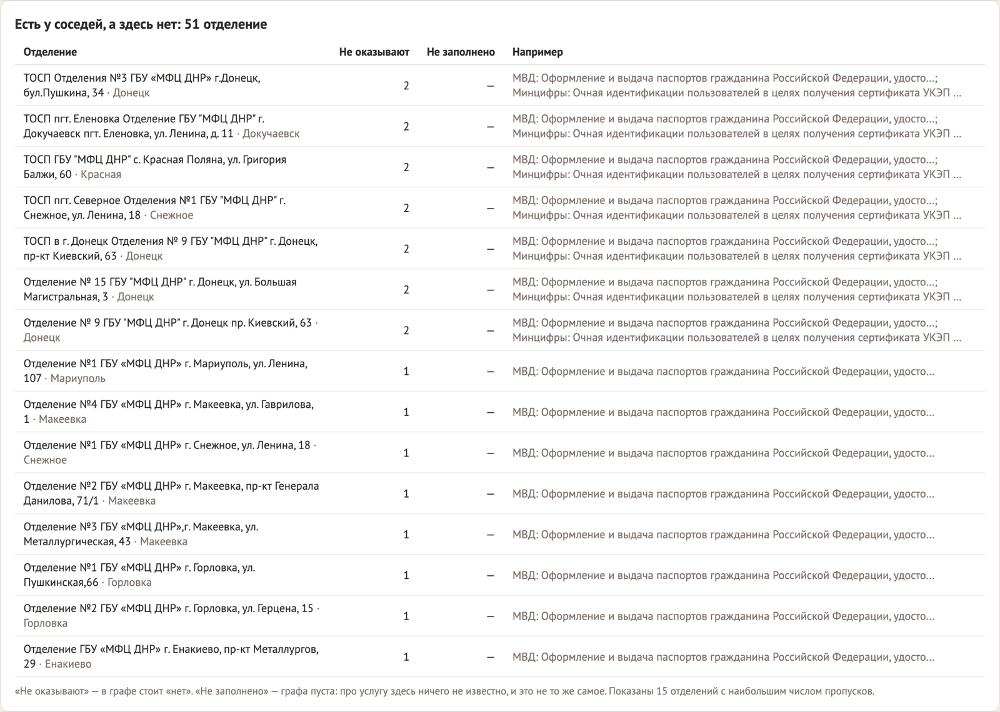 Есть у соседей, а здесь нет: 51 отделение
Отделение Не оказывают Не заполнено Например
ТОСП Отделения №3 ГБУ «МФЦ ДНР» г.Донецк,
бул.Пушкина, 34 · Донецк
2 — МВД: Оформление и выдача паспортов гражданина Российской Федерации, удосто...;
Минцифры: Очная идентификации пользователей в целях получения сертификата УКЭП ...
ТОСП пгт. Еленовка Отделение ГБУ "МФЦ ДНР" г.
Докучаевск пгт. Еленовка, ул. Ленина, д. 11 · Докучаевск
2 — МВД: Оформление и выдача паспортов гражданина Российской Федерации, удосто...;
Минцифры: Очная идентификации пользователей в целях получения сертификата УКЭП ...
ТОСП ГБУ "МФЦ ДНР" с. Красная Поляна, ул. Григория
Балжи, 60 · Красная
2 — МВД: Оформление и выдача паспортов гражданина Российской Федерации, удосто...;
Минцифры: Очная идентификации пользователей в целях получения сертификата УКЭП ...
ТОСП пгт. Северное Отделения №1 ГБУ "МФЦ ДНР" г.
Снежное, ул. Ленина, 18 · Снежное
2 — МВД: Оформление и выдача паспортов гражданина Российской Федерации, удосто...;
Минцифры: Очная идентификации пользователей в целях получения сертификата УКЭП ...
ТОСП в г. Донецк Отделения № 9 ГБУ "МФЦ ДНР" г. Донецк,
пр-кт Киевский, 63 · Донецк
2 — МВД: Оформление и выдача паспортов гражданина Российской Федерации, удосто...;
Минцифры: Очная идентификации пользователей в целях получения сертификата УКЭП ...
Отделение № 15 ГБУ "МФЦ ДНР" г. Донецк, ул. Большая
Магистральная, 3 · Донецк
2 — МВД: Оформление и выдача паспортов гражданина Российской Федерации, удосто...;
Минцифры: Очная идентификации пользователей в целях получения сертификата УКЭП ...
Отделение № 9 ГБУ "МФЦ ДНР" г. Донецк пр. Киевский, 63 ·
Донецк
2 — МВД: Оформление и выдача паспортов гражданина Российской Федерации, удосто...;
Минцифры: Очная идентификации пользователей в целях получения сертификата УКЭП ...
Отделение №1 ГБУ «МФЦ ДНР» г. Мариуполь, ул. Ленина,
107 · Мариуполь
1 — МВД: Оформление и выдача паспортов гражданина Российской Федерации, удосто...
Отделение №4 ГБУ «МФЦ ДНР» г. Макеевка, ул. Гаврилова,
1 · Макеевка
1 — МВД: Оформление и выдача паспортов гражданина Российской Федерации, удосто...
Отделение №1 ГБУ «МФЦ ДНР» г. Снежное, ул. Ленина, 18 ·
Снежное
1 — МВД: Оформление и выдача паспортов гражданина Российской Федерации, удосто...
Отделение №2 ГБУ «МФЦ ДНР» г. Макеевка, пр-кт Генерала
Данилова, 71/1 · Макеевка
1 — МВД: Оформление и выдача паспортов гражданина Российской Федерации, удосто...
Отделение №3 ГБУ «МФЦ ДНР»,г. Макеевка, ул.
Металлургическая, 43 · Макеевка
1 — МВД: Оформление и выдача паспортов гражданина Российской Федерации, удосто...
Отделение №1 ГБУ «МФЦ ДНР» г. Горловка, ул.
Пушкинская,66 · Горловка
1 — МВД: Оформление и выдача паспортов гражданина Российской Федерации, удосто...
Отделение №2 ГБУ «МФЦ ДНР» г. Горловка, ул. Герцена, 15 ·
Горловка
1 — МВД: Оформление и выдача паспортов гражданина Российской Федерации, удосто...
Отделение ГБУ «МФЦ ДНР» г. Енакиево, пр-кт Металлургов,
29 · Енакиево
1 — МВД: Оформление и выдача паспортов гражданина Российской Федерации, удосто...
«Не оказывают» — в графе стоит «нет». «Не заполнено» — графа пуста: про услугу здесь ничего не известно, и это не то же самое. Показаны 15 отделений с наибольшим числом пропусков.